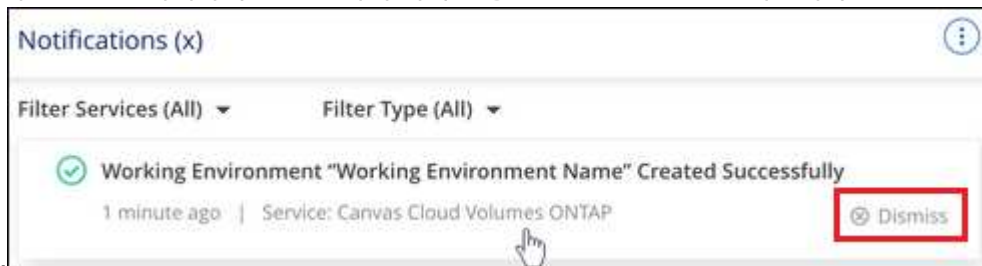 Notifications (x)
Filter Services (All) Filter Type (All)
Working Environment “Working Environment Name” Created Successfully
1 minute ago | Service: Canvas Cloud Volumes ONTAP
Dismiss